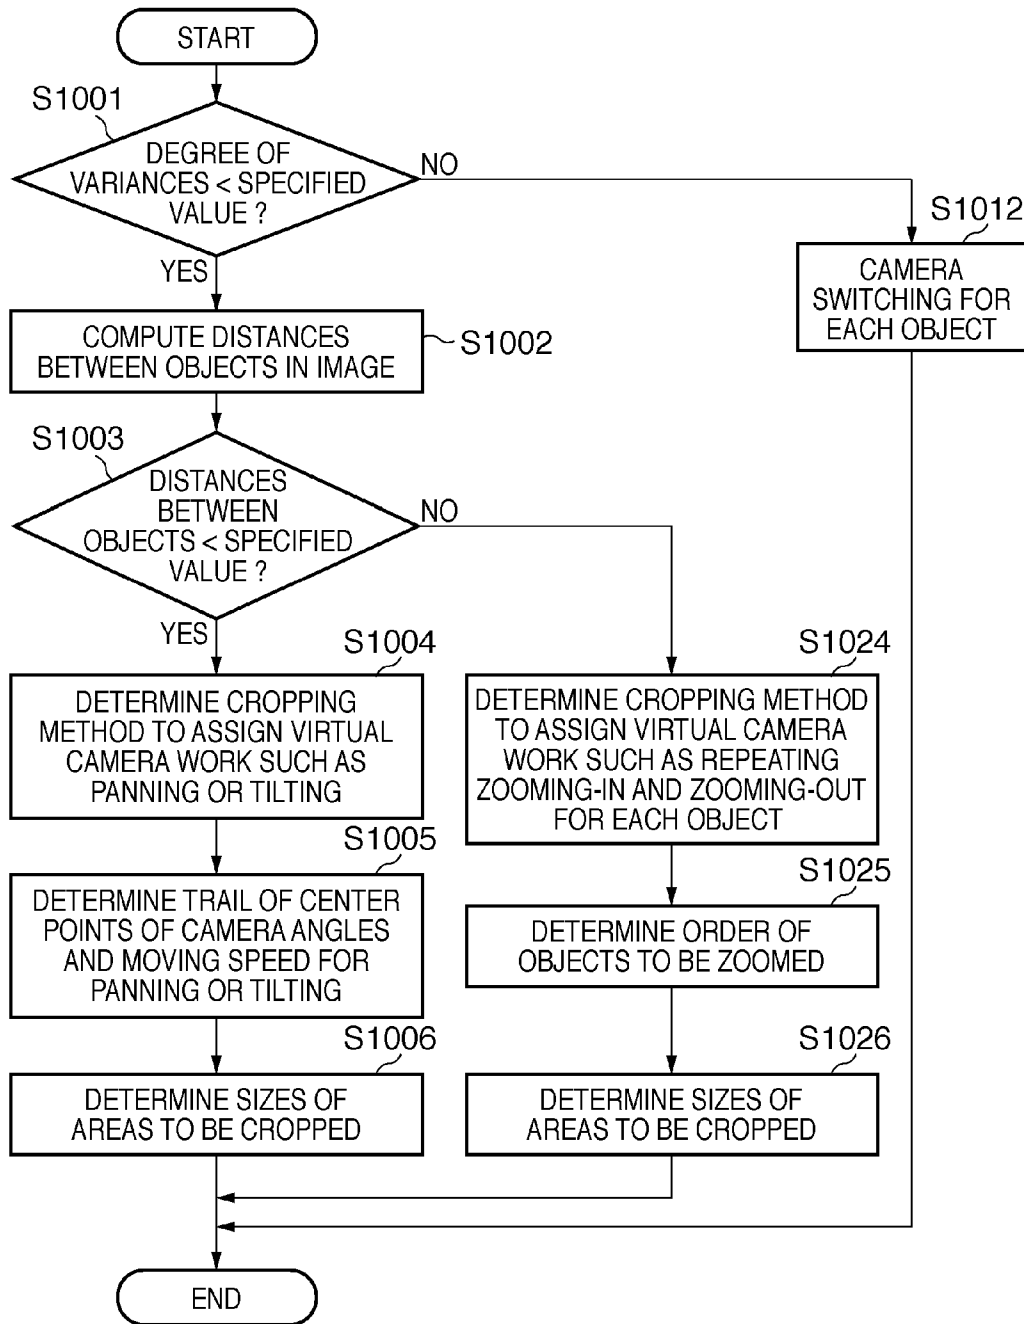 START
S1001
DEGREE OF
VARIANCES < SPECIFIED
VALUE ?
NO
YES
S1012
CAMERA
SWITCHING FOR
EACH OBJECT
COMPUTE DISTANCES
BETWEEN OBJECTS IN IMAGE
S1002
S1003
DISTANCES
BETWEEN
OBJECTS < SPECIFIED
VALUE ?
NO
YES
S1004
DETERMINE CROPPING
METHOD TO ASSIGN VIRTUAL
CAMERA WORK SUCH AS
PANNING OR TILTING
S1024
DETERMINE CROPPING METHOD
TO ASSIGN VIRTUAL CAMERA
WORK SUCH AS REPEATING
ZOOMING-IN AND ZOOMING-OUT
FOR EACH OBJECT
S1005
DETERMINE TRAIL OF CENTER
POINTS OF CAMERA ANGLES
AND MOVING SPEED FOR
PANNING OR TILTING
S1025
DETERMINE ORDER OF
OBJECTS TO BE ZOOMED
S1006
DETERMINE SIZES OF
AREAS TO BE CROPPED
S1026
DETERMINE SIZES OF
AREAS TO BE CROPPED
END